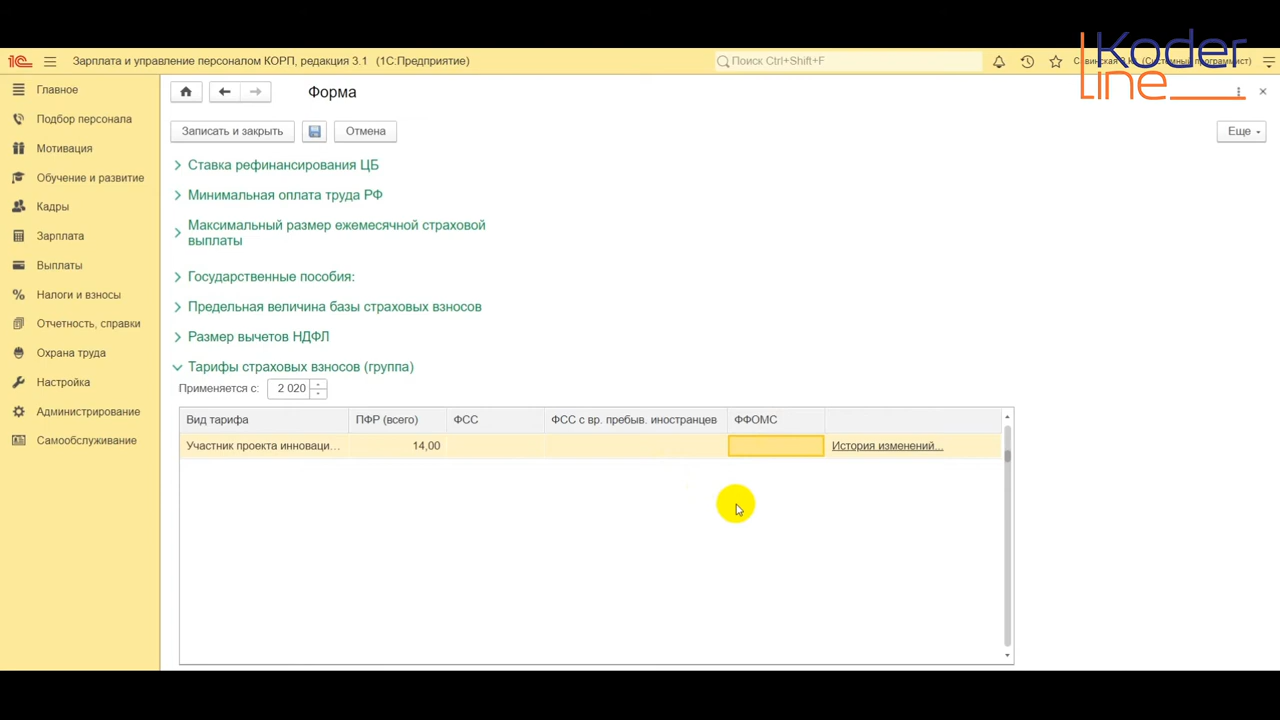 Koder
line
1С Зарплата и управление персоналом КОРП, редакция 3.1 (1С:Предприятие)
Поиск Ctrl+Shift+F
Главное
Подбор персонала
Мотивация
Обучение и развитие
Кадры
Зарплата
Выплаты
Налоги и взносы
Отчетность, справки
Охрана труда
Настройка
Администрирование
Самообслуживание
Форма
Записать и закрыть
Отмена
Еще
Ставка рефинансирования ЦБ
Минимальная оплата труда РФ
Максимальный размер ежемесячной страховой
выплаты
Государственные пособия:
Предельная величина базы страховых взносов
Размер вычетов НДФЛ
Тарифы страховых взносов (группа)
Применяется с: 2 020
Вид тарифа ПФР (всего) ФСС ФСС с вр. пребыв. иностранцев ФФОМС
Участник проекта инноваци... 14,00 История изменений...